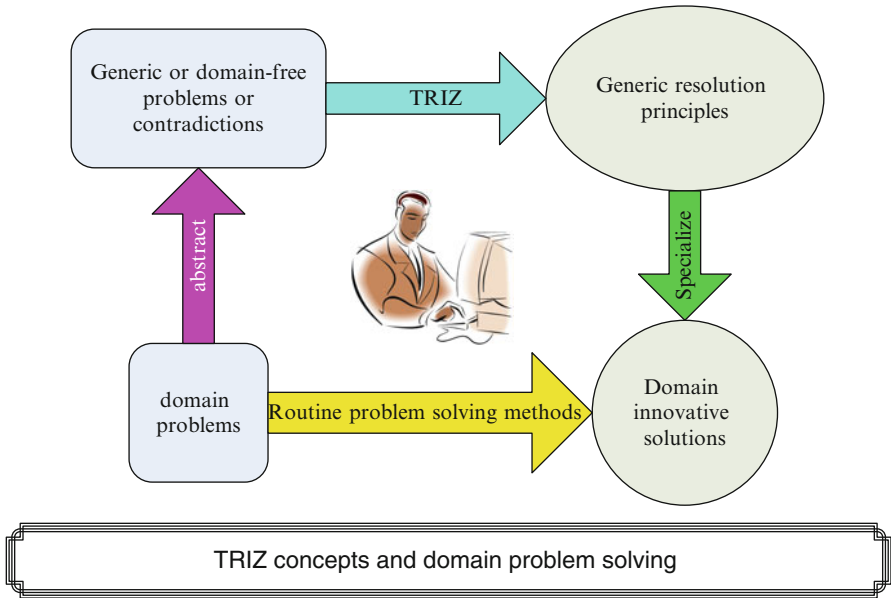 Generic or domain-free
problems or
contradictions
TRIZ
Generic resolution
principles
abstract
Specialize
domain
problems
Routine problem solving methods
Domain
innovative
solutions
TRIZ concepts and domain problem solving